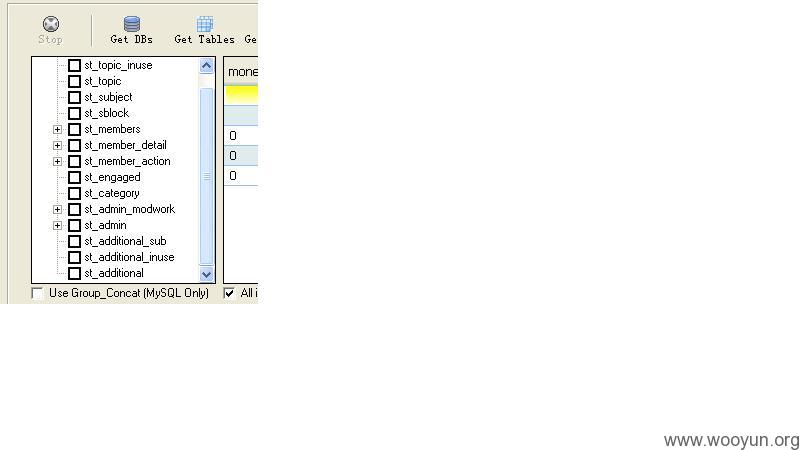 Stop
Get DBs
Get Tables
Ge
st_topic_inuse
st_topic
st_subject
st_sblock
st_members
st_member_detail
st_member_action
st_engaged
st_category
st_admin_modwork
st_admin
st_additional_sub
st_additional_inuse
st_additional
mone
0
0
0
Use Group_Concat (MySQL Only)
All i
www.wooyun.org